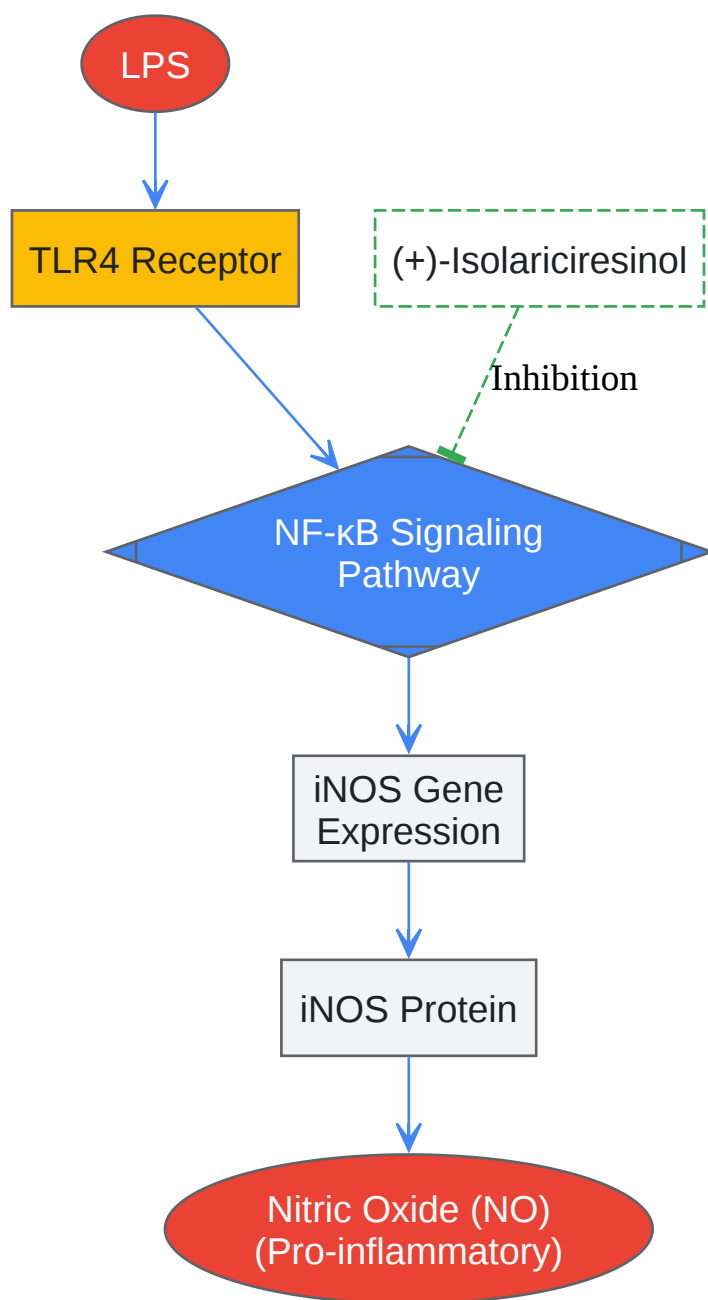 LPS
TLR4 Receptor
(+)-Isolariciresinol
Inhibition
NF-κB Signaling
Pathway
iNOS Gene
Expression
iNOS Protein
Nitric Oxide (NO)
(Pro-inflammatory)